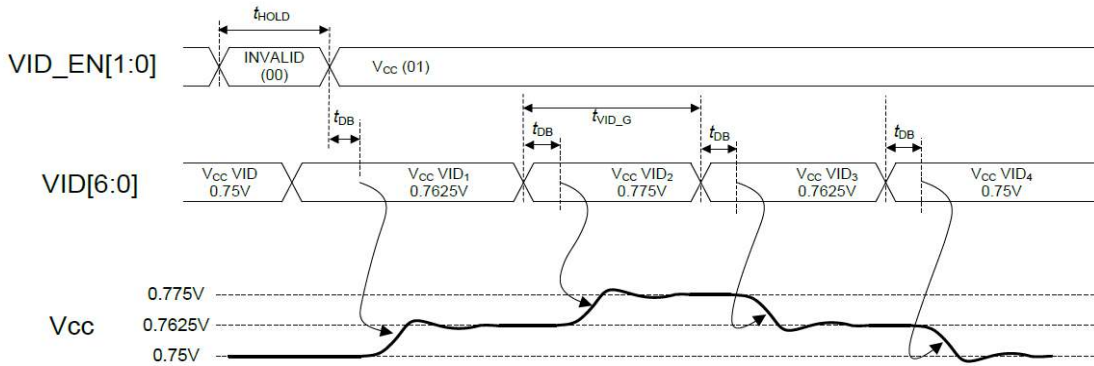 tHOLD
VID_EN[1:0]
INVALID
(00)
VCC (01)
tDB
tDB
tVID_G
tDB
tDB
VID[6:0]
VCC VID
0.75V
VCC VID1
0.7625V
VCC VID2
0.775V
VCC VID3
0.7625V
VCC VID4
0.75V
Vcc
0.775V
0.7625V
0.75V